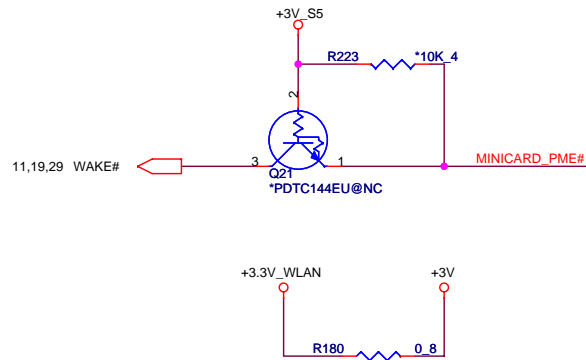 +3V_S5
R223 *10K_4
2
11,19,29 WAKE# 3 1 MINICARD_PME#
Q21
*PDTC144EU@NC
+3.3V_WLAN +3V
R180 0_8